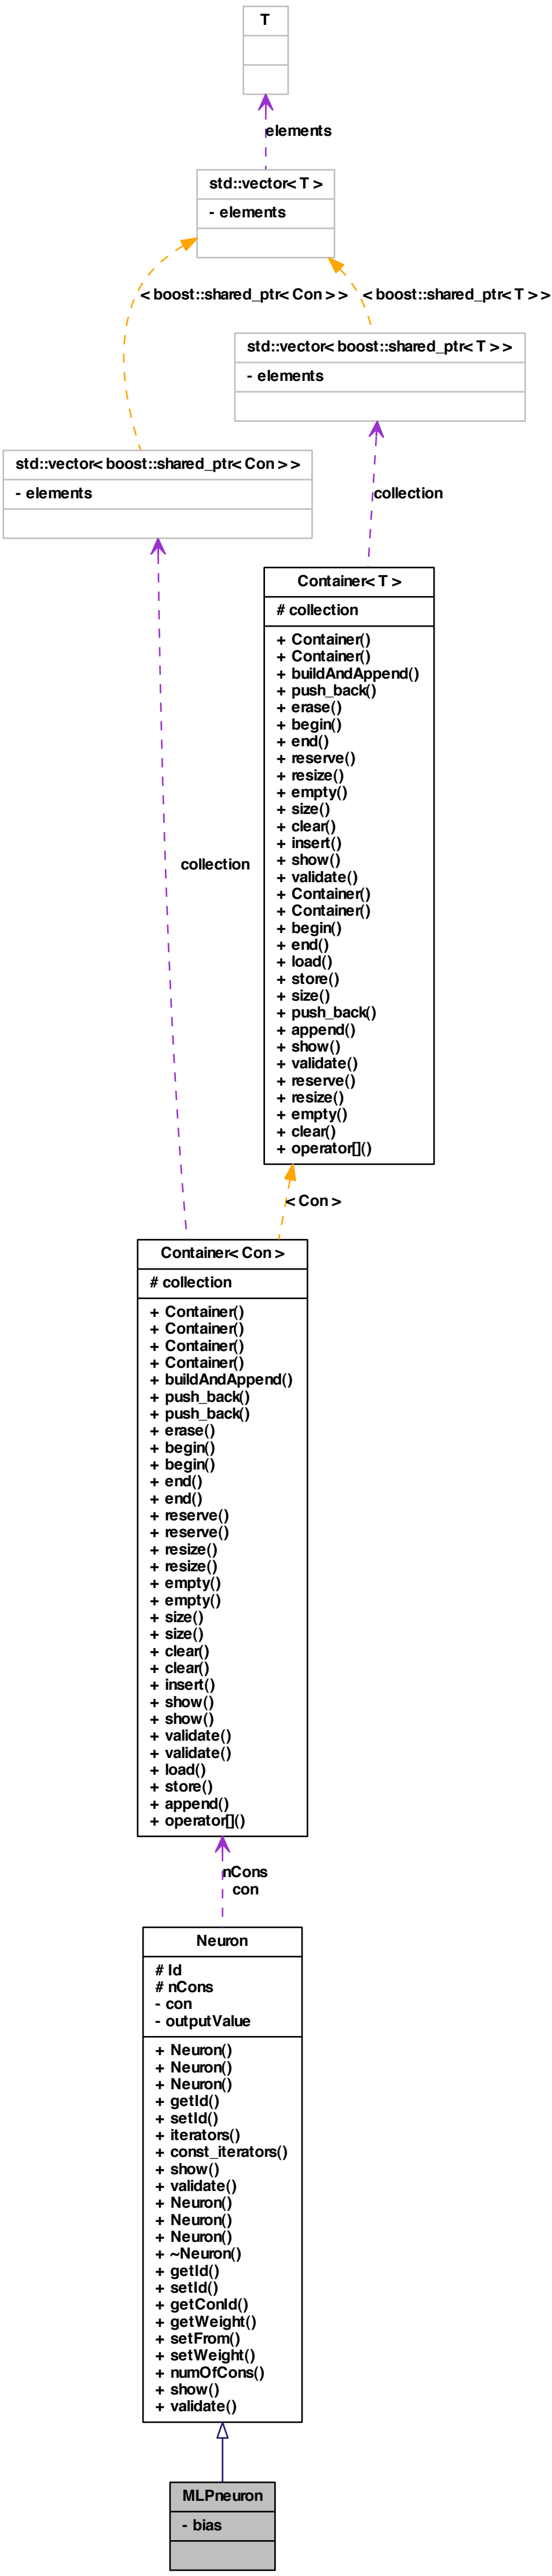 T
elements
std::vector< T >
- elements
< boost::shared_ptr< Con > >
< boost::shared_ptr< T > >
std::vector< boost::shared_ptr< T > >
- elements
std::vector< boost::shared_ptr< Con > >
- elements
collection
Container< T >
# collection
+ Container()
+ Container()
+ buildAndAppend()
+ push_back()
+ erase()
+ begin()
+ end()
+ reserve()
+ resize()
+ empty()
+ size()
+ clear()
+ insert()
+ show()
+ validate()
+ Container()
+ Container()
+ begin()
+ end()
+ load()
+ store()
+ size()
+ push_back()
+ append()
+ show()
+ validate()
+ reserve()
+ resize()
+ empty()
+ clear()
+ operator[]()
collection
< Con >
Container< Con >
# collection
+ Container()
+ Container()
+ Container()
+ Container()
+ buildAndAppend()
+ push_back()
+ push_back()
+ erase()
+ begin()
+ begin()
+ end()
+ end()
+ reserve()
+ reserve()
+ resize()
+ resize()
+ empty()
+ empty()
+ size()
+ size()
+ clear()
+ clear()
+ insert()
+ show()
+ show()
+ validate()
+ validate()
+ load()
+ store()
+ append()
+ operator[]()
nCons
con
Neuron
# Id
# nCons
- con
- outputValue
+ Neuron()
+ Neuron()
+ Neuron()
+ getId()
+ setId()
+ iterators()
+ const_iterators()
+ show()
+ validate()
+ Neuron()
+ Neuron()
+ Neuron()
+ ~Neuron()
+ getId()
+ setId()
+ getConId()
+ getWeight()
+ setFrom()
+ setWeight()
+ numOfCons()
+ show()
+ validate()
MLPneuron
- bias